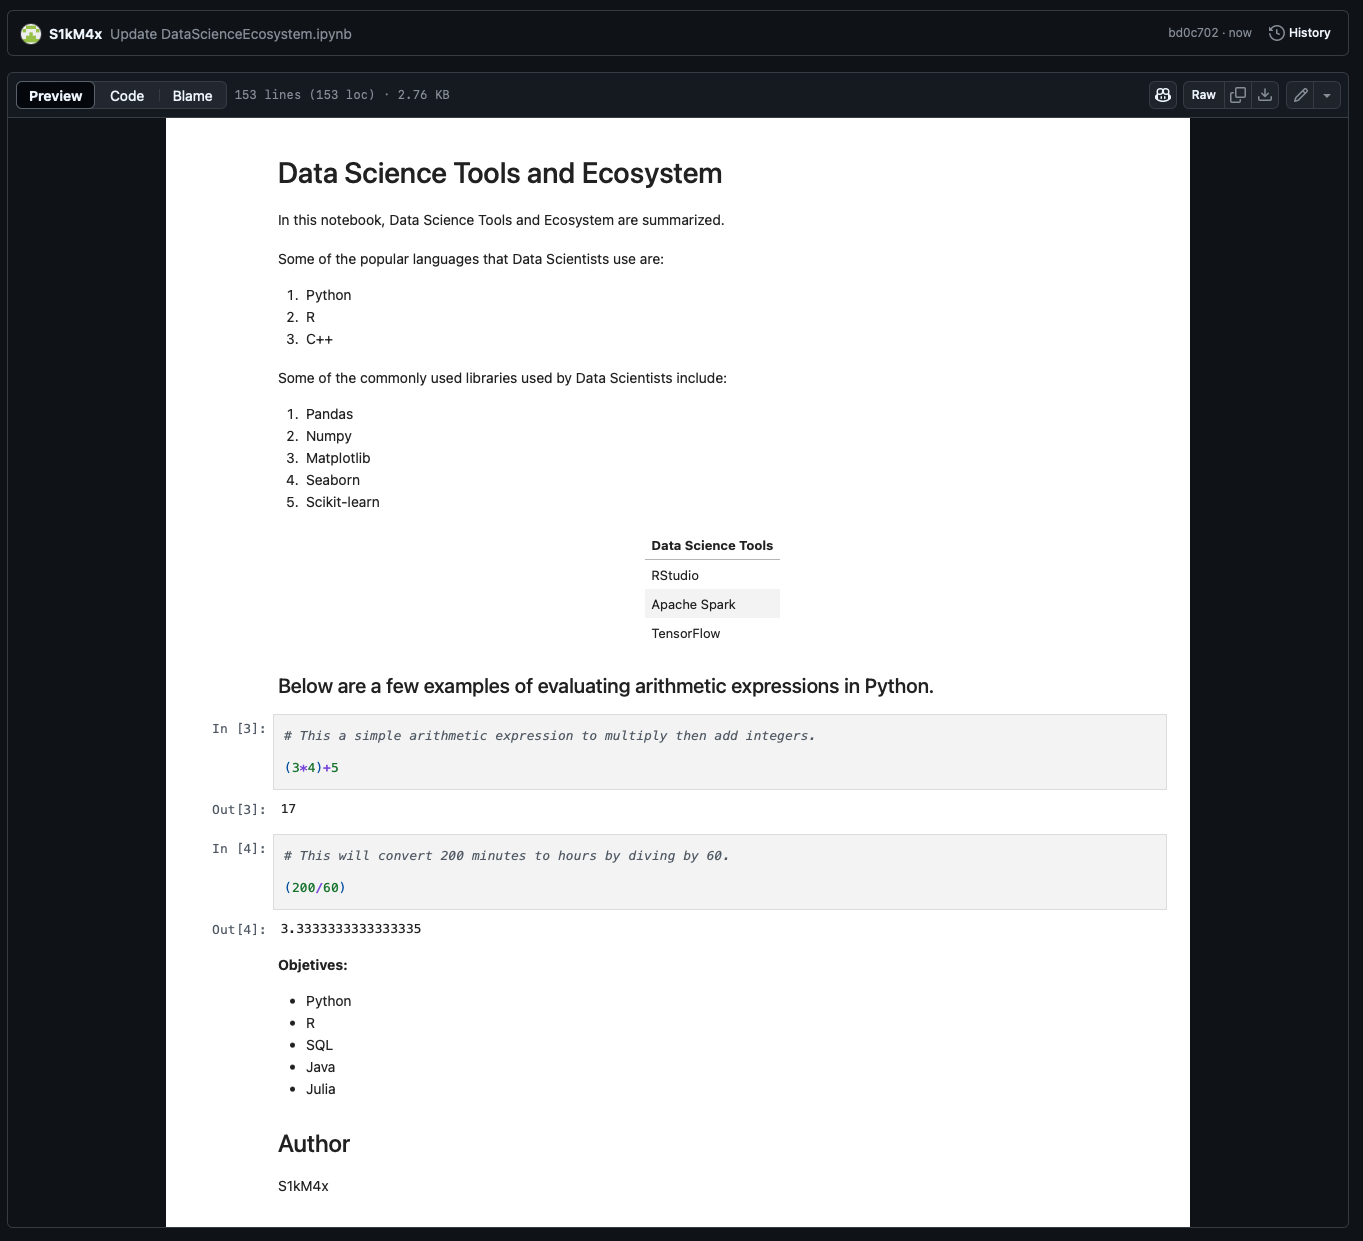 S1kM4x Update DataScienceEcosystem.ipynb bd0c702 · now History
Preview Code Blame 153 lines (153 loc) · 2.76 KB Raw
Data Science Tools and Ecosystem
In this notebook, Data Science Tools and Ecosystem are summarized.
Some of the popular languages that Data Scientists use are:
1. Python
2. R
3. C++
Some of the commonly used libraries used by Data Scientists include:
1. Pandas
2. Numpy
3. Matplotlib
4. Seaborn
5. Scikit-learn
Data Science Tools
RStudio
Apache Spark
TensorFlow
Below are a few examples of evaluating arithmetic expressions in Python.
In [3]: # This a simple arithmetic expression to multiply then add integers.
(3*4)+5
Out[3]: 17
In [4]: # This will convert 200 minutes to hours by diving by 60.
(200/60)
Out[4]: 3.3333333333333335
Objetives:
• Python
• R
• SQL
• Java
• Julia
Author
S1kM4x